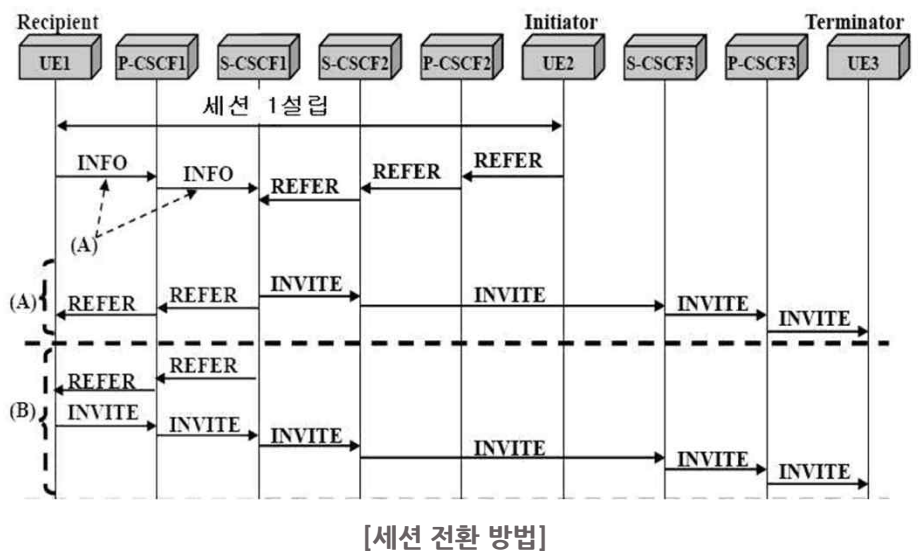 Recipient Initiator Terminator
UE1 P-CSCF1 S-CSCF1 S-CSCF2 P-CSCF2 UE2 S-CSCF3 P-CSCF3 UE3
세션 1설립
INFO INFO REFER REFER REFER
(A)
(A) REFER REFER INVITE INVITE INVITE INVITE
REFER REFER
(B) INVITE INVITE INVITE INVITE INVITE INVITE
[세션 전환 방법]